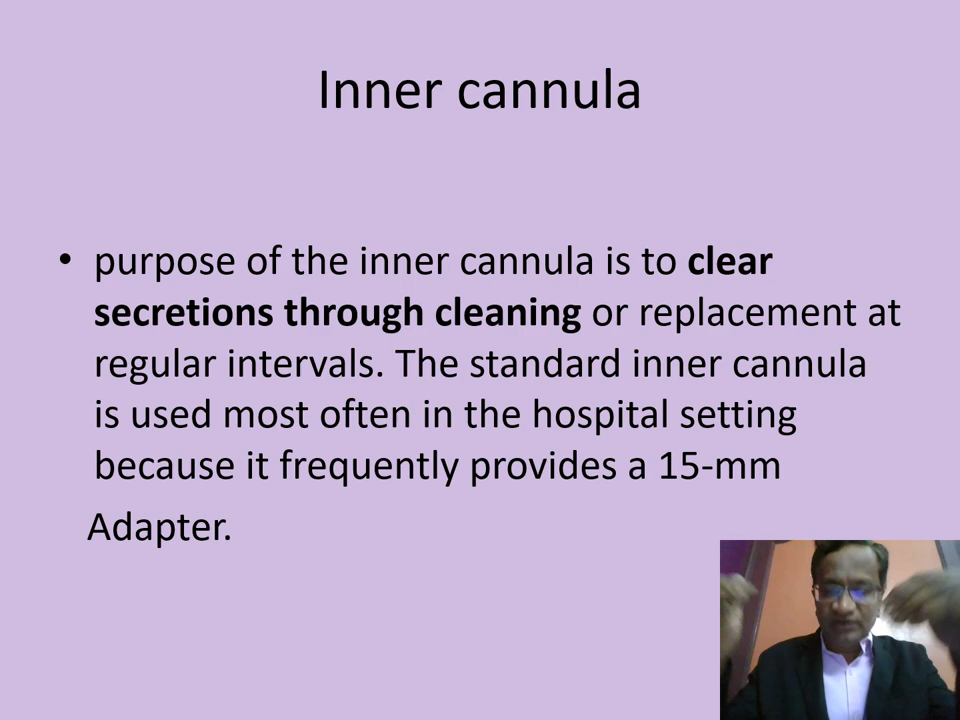 Inner cannula
• purpose of the inner cannula is to clear
secretions through cleaning or replacement at
regular intervals. The standard inner cannula
is used most often in the hospital setting
because it frequently provides a 15-mm
Adapter.